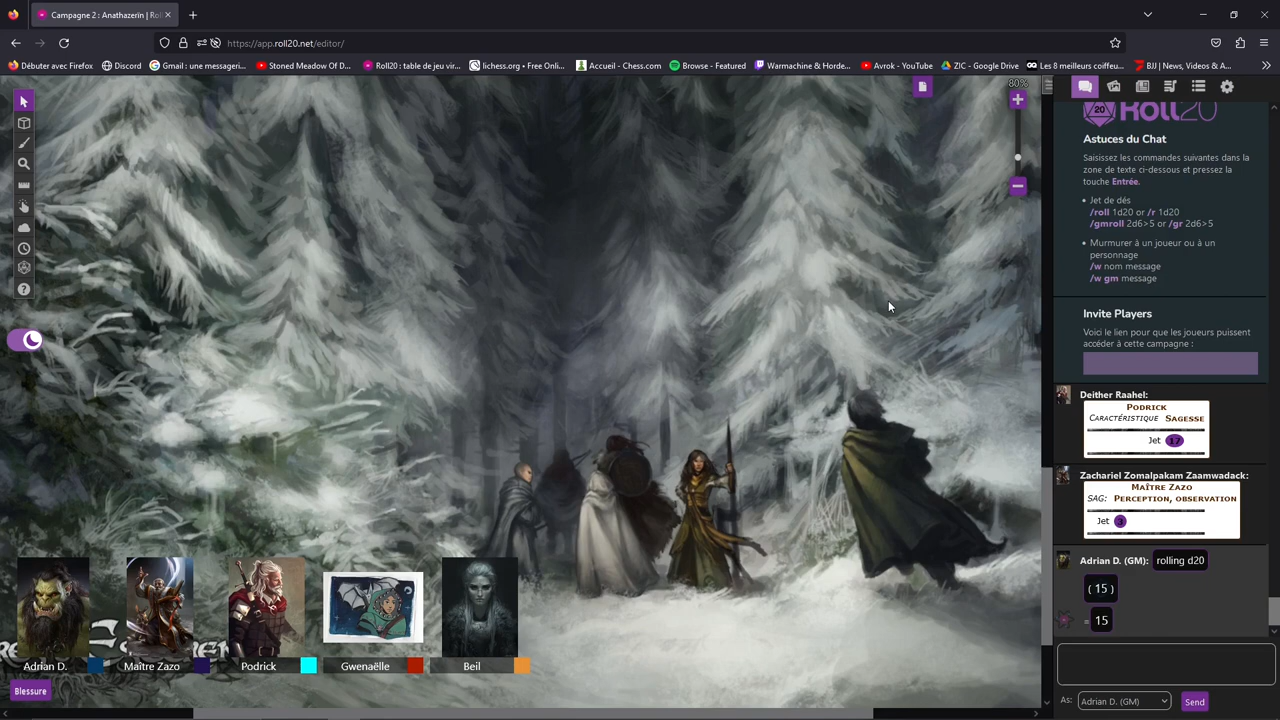 Campagne 2 : Anathazerïn | Rol
https://app.roll20.net/editor/
Débuter avec Firefox
Discord
Gmail : une messageri...
Stoned Meadow Of D...
Roll20 : table de jeu vir...
lichess.org • Free Onli...
Accueil - Chess.com
Browse - Featured
Warmachine & Horde...
Avrok - YouTube
ZIC - Google Drive
Les 8 meilleurs coiffeu...
BJJ | News, Videos & A...
80%
20 ROLL20
Astuces du Chat
Saisissez les commandes suivantes dans la
zone de texte ci-dessous et pressez la
touche Entrée.
• Jet de dés
/roll 1d20 or /r 1d20
/gmroll 2d6>5 or /gr 2d6>5
• Murmurer à un joueur ou à un
personnage
/w nom message
/w gm message
Invite Players
Voici le lien pour que les joueurs puissent
accéder à cette campagne :
Deither Raahel:
PODRICK
CARACTÉRISTIQUE SAGESSE
Jet 17
Zachariel Zomalpakam Zaamwadack:
MAÎTRE ZAZO
SAG: PERCEPTION, OBSERVATION
Jet 3
Adrian D. (GM): rolling d20
( 15 )
= 15
As: Adrian D. (GM) Send
Adrian D.
Maître Zazo
Podrick
Gwenaëlle
Beil
Blessure